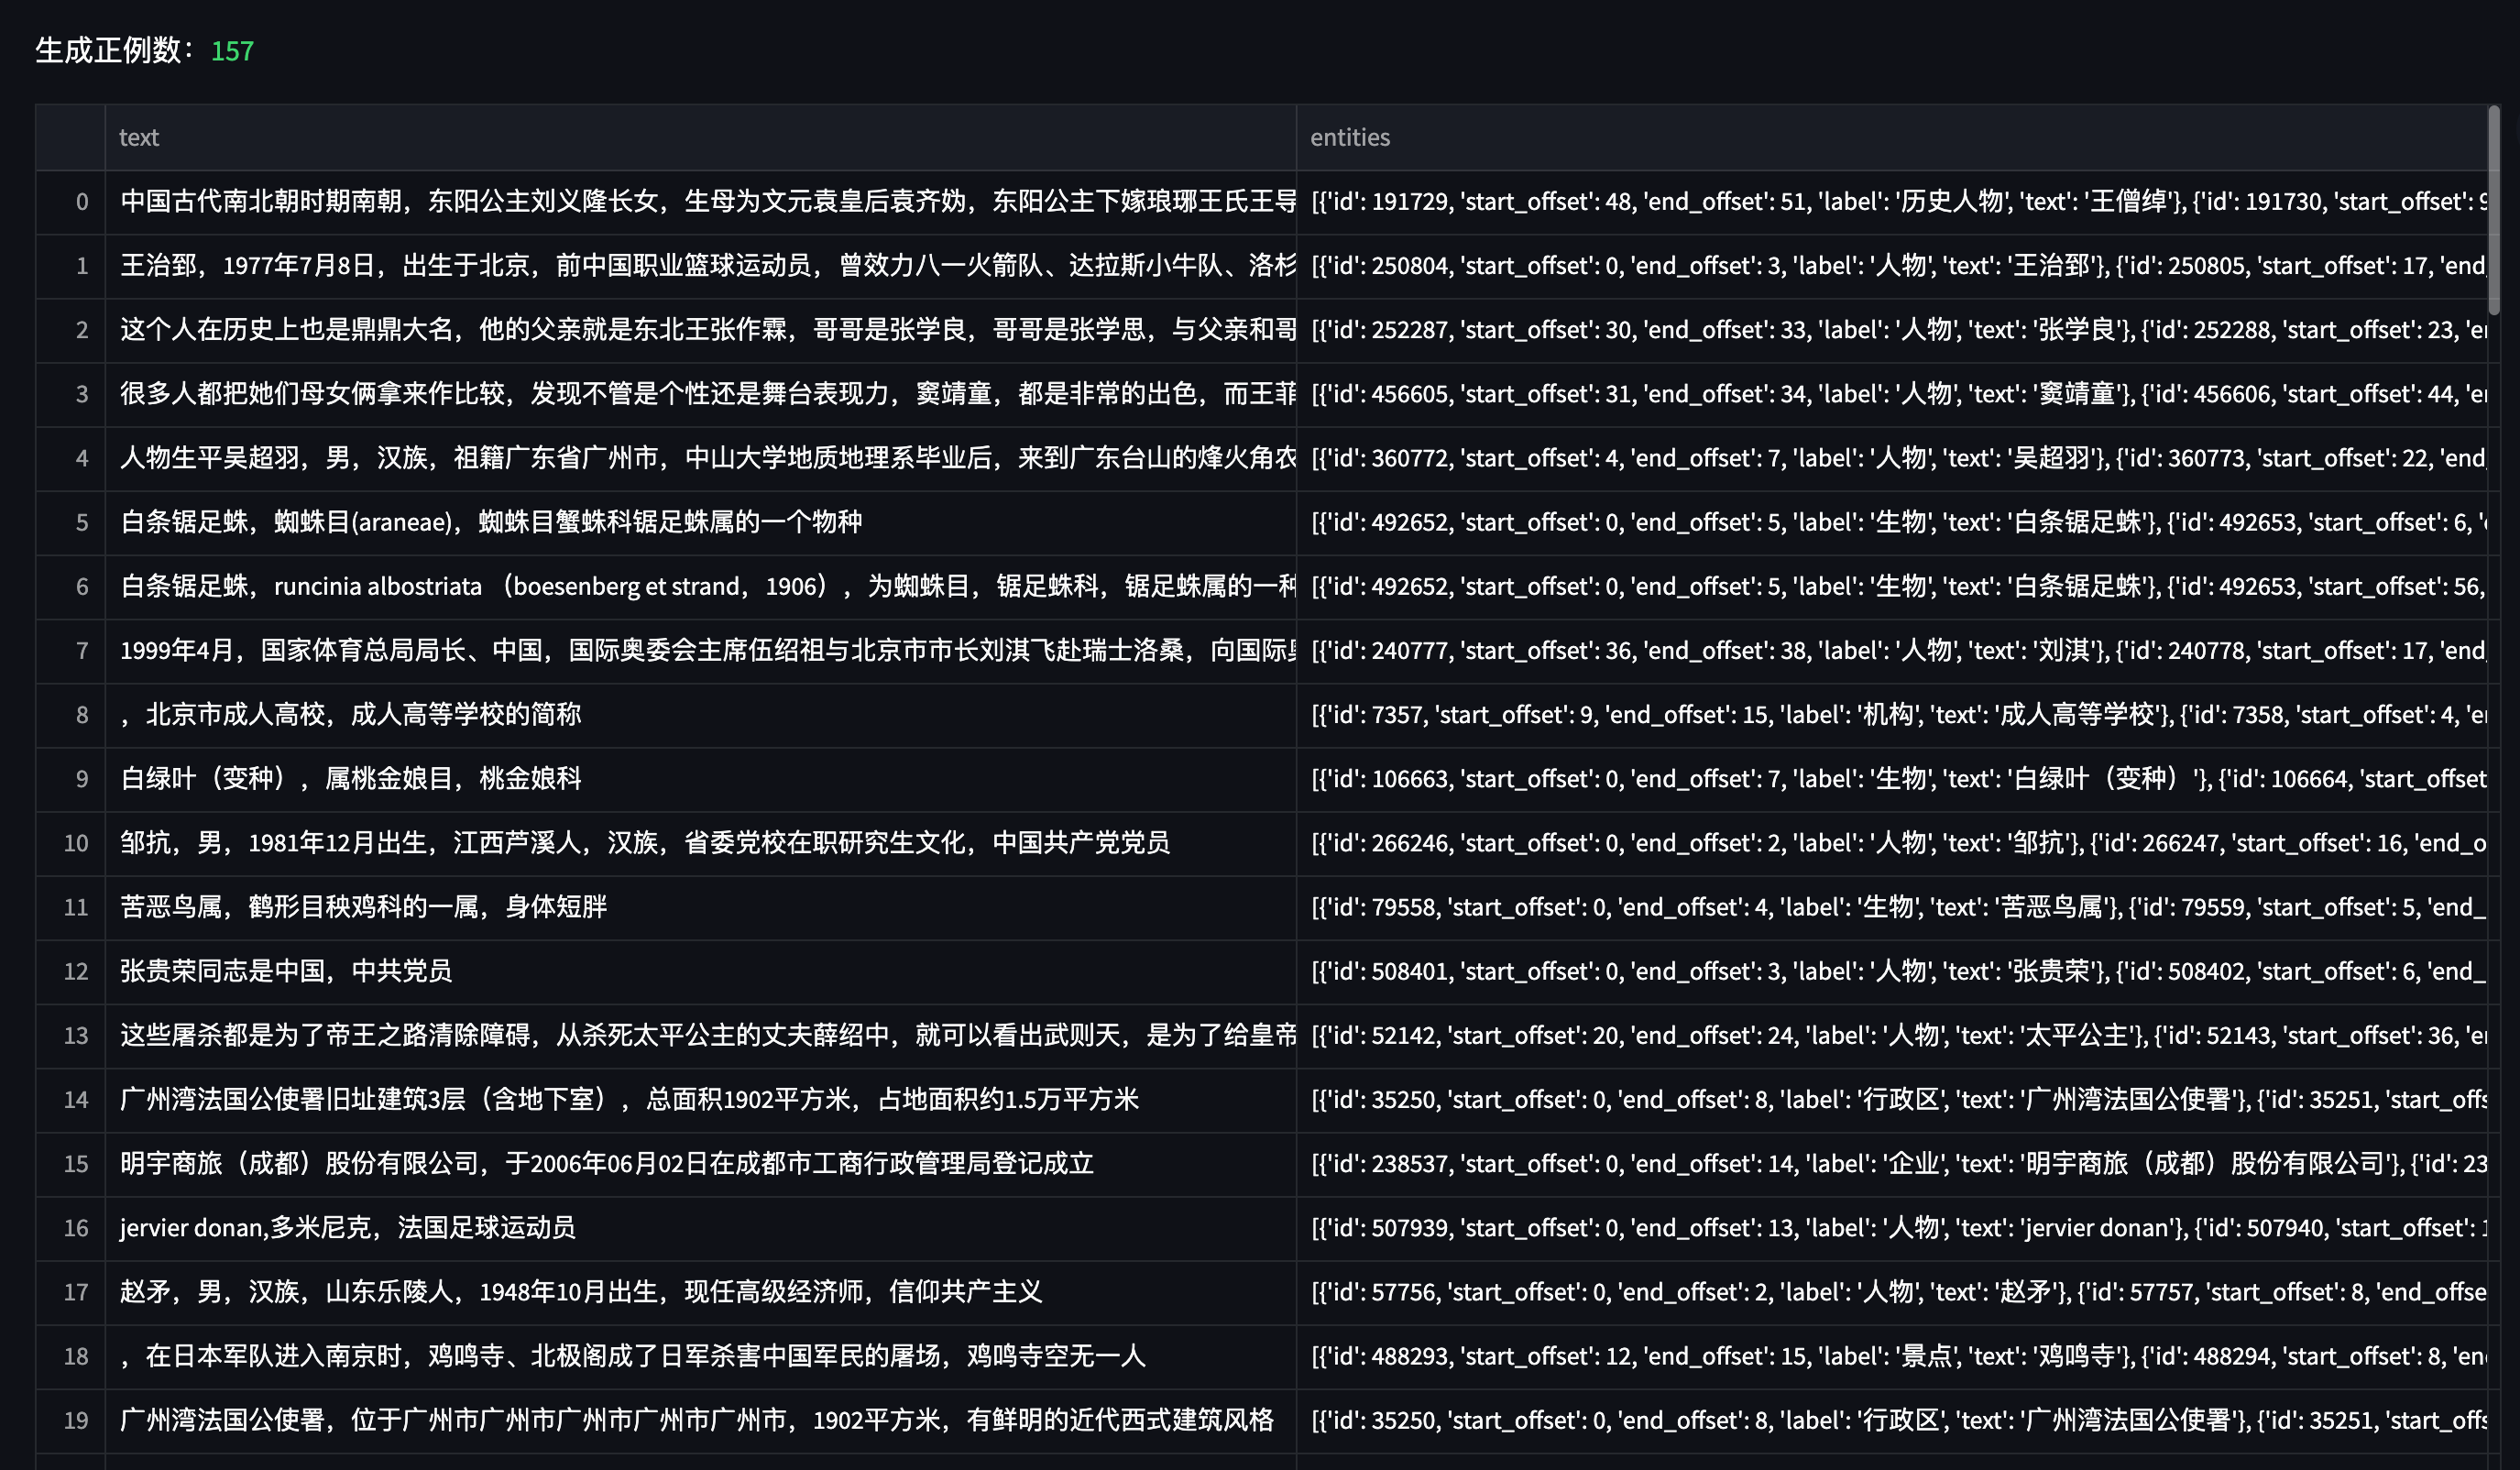 生成正例数：157
text entities
0 中国古代南北朝时期南朝，东阳公主刘义隆长女，生母为文元袁皇后袁齐妫，东阳公主下嫁琅琊王氏王导 [{'id': 191729, 'start_offset': 48, 'end_offset': 51, 'label': '历史人物', 'text': '王僧绰'}, {'id': 191730, 'start_offset': 9
1 王治郅，1977年7月8日，出生于北京，前中国职业篮球运动员，曾效力八一火箭队、达拉斯小牛队、洛杉 [{'id': 250804, 'start_offset': 0, 'end_offset': 3, 'label': '人物', 'text': '王治郅'}, {'id': 250805, 'start_offset': 17, 'end_
2 这个人在历史上也是鼎鼎大名，他的父亲就是东北王张作霖，哥哥是张学良，哥哥是张学思，与父亲和哥 [{'id': 252287, 'start_offset': 30, 'end_offset': 33, 'label': '人物', 'text': '张学良'}, {'id': 252288, 'start_offset': 23, 'e
3 很多人都把她们母女俩拿来作比较，发现不管是个性还是舞台表现力，窦靖童，都是非常的出色，而王菲 [{'id': 456605, 'start_offset': 31, 'end_offset': 34, 'label': '人物', 'text': '窦靖童'}, {'id': 456606, 'start_offset': 44, 'e
4 人物生平吴超羽，男，汉族，祖籍广东省广州市，中山大学地质地理系毕业后，来到广东台山的烽火角农 [{'id': 360772, 'start_offset': 4, 'end_offset': 7, 'label': '人物', 'text': '吴超羽'}, {'id': 360773, 'start_offset': 22, 'end_
5 白条锯足蛛，蜘蛛目(araneae)，蜘蛛目蟹蛛科锯足蛛属的一个物种 [{'id': 492652, 'start_offset': 0, 'end_offset': 5, 'label': '生物', 'text': '白条锯足蛛'}, {'id': 492653, 'start_offset': 6, '
6 白条锯足蛛，runcinia albostriata （boesenberg et strand，1906），为蜘蛛目，锯足蛛科，锯足蛛属的一种 [{'id': 492652, 'start_offset': 0, 'end_offset': 5, 'label': '生物', 'text': '白条锯足蛛'}, {'id': 492653, 'start_offset': 56,
7 1999年4月，国家体育总局局长、中国，国际奥委会主席伍绍祖与北京市市长刘淇飞赴瑞士洛桑，向国际奥 [{'id': 240777, 'start_offset': 36, 'end_offset': 38, 'label': '人物', 'text': '刘淇'}, {'id': 240778, 'start_offset': 17, 'end_
8 ，北京市成人高校，成人高等学校的简称 [{'id': 7357, 'start_offset': 9, 'end_offset': 15, 'label': '机构', 'text': '成人高等学校'}, {'id': 7358, 'start_offset': 4, 'e
9 白绿叶（变种），属桃金娘目，桃金娘科 [{'id': 106663, 'start_offset': 0, 'end_offset': 7, 'label': '生物', 'text': '白绿叶（变种）'}, {'id': 106664, 'start_offset
10 邹抗，男，1981年12月出生，江西芦溪人，汉族，省委党校在职研究生文化，中国共产党党员 [{'id': 266246, 'start_offset': 0, 'end_offset': 2, 'label': '人物', 'text': '邹抗'}, {'id': 266247, 'start_offset': 16, 'end_o
11 苦恶鸟属，鹤形目秧鸡科的一属，身体短胖 [{'id': 79558, 'start_offset': 0, 'end_offset': 4, 'label': '生物', 'text': '苦恶鸟属'}, {'id': 79559, 'start_offset': 5, 'end_
12 张贵荣同志是中国，中共党员 [{'id': 508401, 'start_offset': 0, 'end_offset': 3, 'label': '人物', 'text': '张贵荣'}, {'id': 508402, 'start_offset': 6, 'end_
13 这些屠杀都是为了帝王之路清除障碍，从杀死太平公主的丈夫薛绍中，就可以看出武则天，是为了给皇帝 [{'id': 52142, 'start_offset': 20, 'end_offset': 24, 'label': '人物', 'text': '太平公主'}, {'id': 52143, 'start_offset': 36, 'e
14 广州湾法国公使署旧址建筑3层（含地下室），总面积1902平方米，占地面积约1.5万平方米 [{'id': 35250, 'start_offset': 0, 'end_offset': 8, 'label': '行政区', 'text': '广州湾法国公使署'}, {'id': 35251, 'start_offs
15 明宇商旅（成都）股份有限公司，于2006年06月02日在成都市工商行政管理局登记成立 [{'id': 238537, 'start_offset': 0, 'end_offset': 14, 'label': '企业', 'text': '明宇商旅（成都）股份有限公司'}, {'id': 23
16 jervier donan,多米尼克，法国足球运动员 [{'id': 507939, 'start_offset': 0, 'end_offset': 13, 'label': '人物', 'text': 'jervier donan'}, {'id': 507940, 'start_offset': 1
17 赵矛，男，汉族，山东乐陵人，1948年10月出生，现任高级经济师，信仰共产主义 [{'id': 57756, 'start_offset': 0, 'end_offset': 2, 'label': '人物', 'text': '赵矛'}, {'id': 57757, 'start_offset': 8, 'end_offse
18 ，在日本军队进入南京时，鸡鸣寺、北极阁成了日军杀害中国军民的屠场，鸡鸣寺空无一人 [{'id': 488293, 'start_offset': 12, 'end_offset': 15, 'label': '景点', 'text': '鸡鸣寺'}, {'id': 488294, 'start_offset': 8, 'en
19 广州湾法国公使署，位于广州市广州市广州市广州市广州市，1902平方米，有鲜明的近代西式建筑风格 [{'id': 35250, 'start_offset': 0, 'end_offset': 8, 'label': '行政区', 'text': '广州湾法国公使署'}, {'id': 35251, 'start_offs